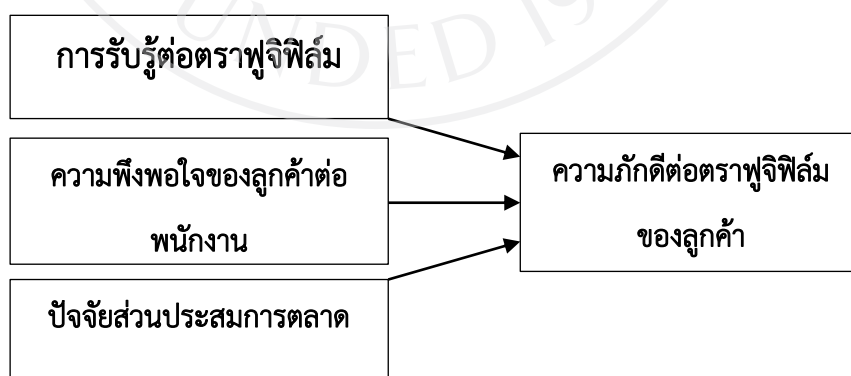 UNDED 19
การรับรู้ต่อตราฟูจิฟิล์ม
ความพึงพอใจของลูกค้าต่อ
พนักงาน
ความภักดีต่อตราฟูจิฟิล์ม
ของลูกค้า
ปัจจัยส่วนประสมการตลาด